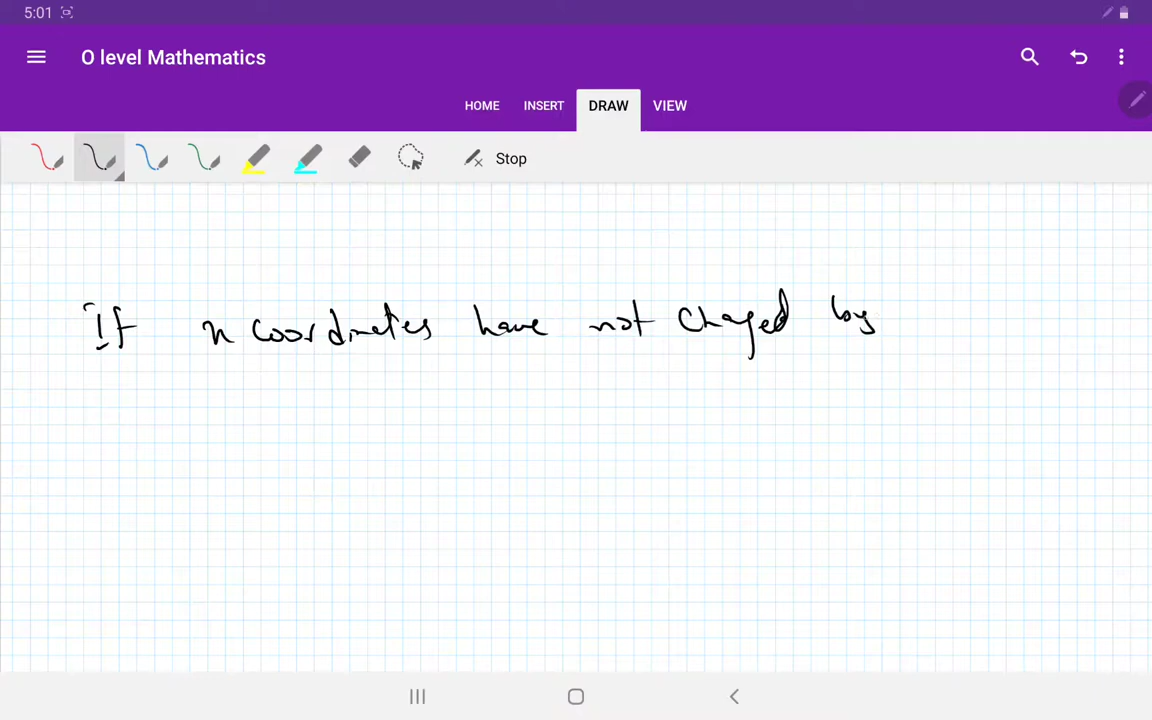 5:01
O level Mathematics
HOME INSERT DRAW VIEW
Stop
If x coordinates have not changed by